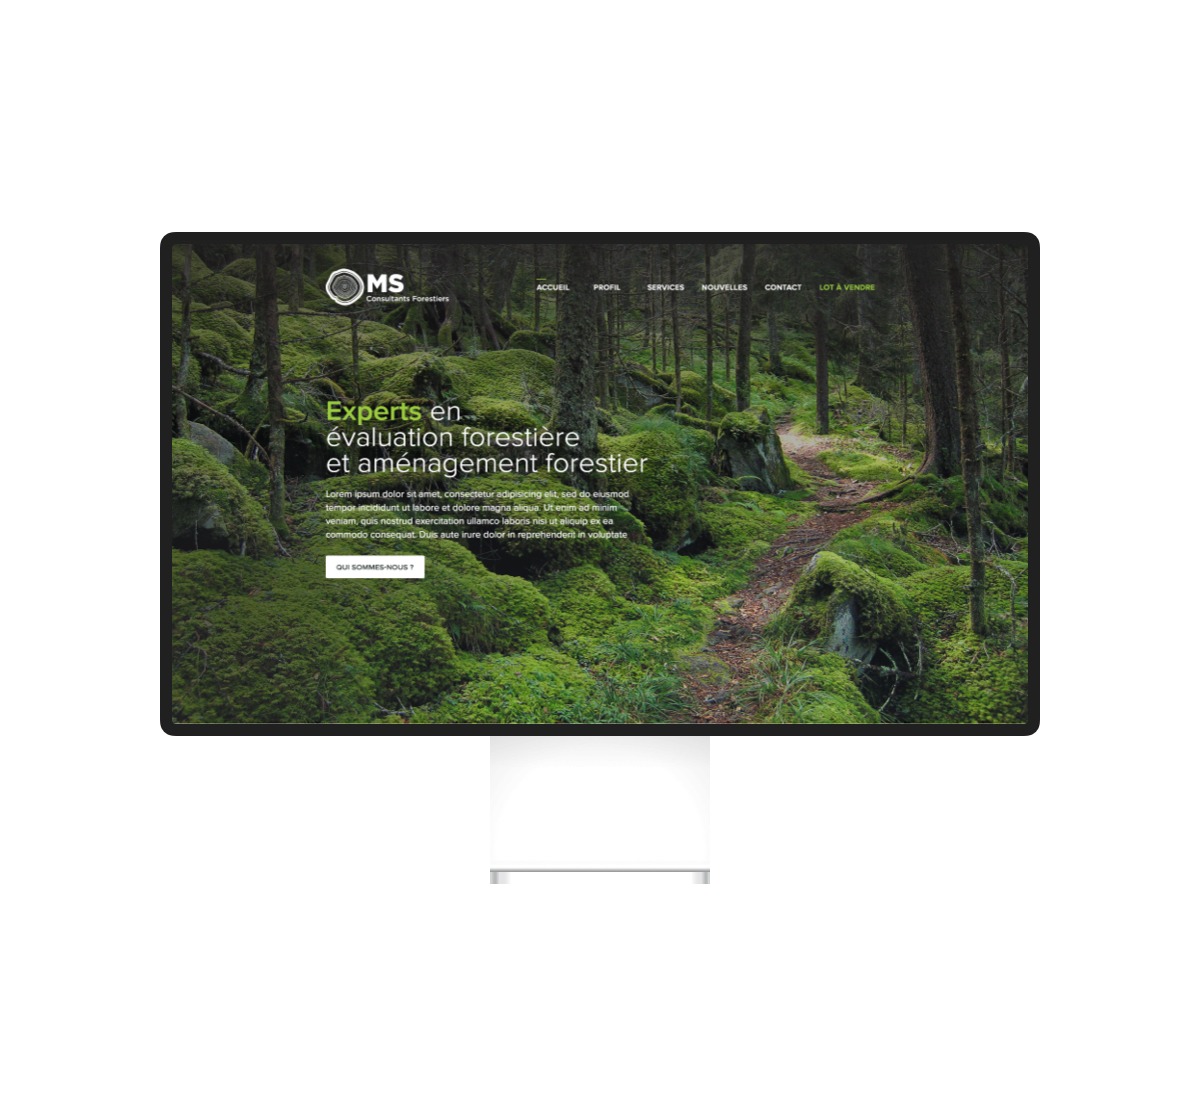 MS
Consultants Forestiers
ACCUEIL PROFIL SERVICES NOUVELLES CONTACT LOT À VENDRE
Experts en
évaluation forestière
et aménagement forestier
Lorem ipsum dolor sit amet, consectetur adipisicing elit, sed do eiusmod
tempor incididunt ut labore et dolore magna aliqua. Ut enim ad minim
veniam, quis nostrud exercitation ullamco laboris nisi ut aliquip ex ea
commodo consequat. Duis aute irure dolor in reprehenderit in voluptate
QUI SOMMES-NOUS ?